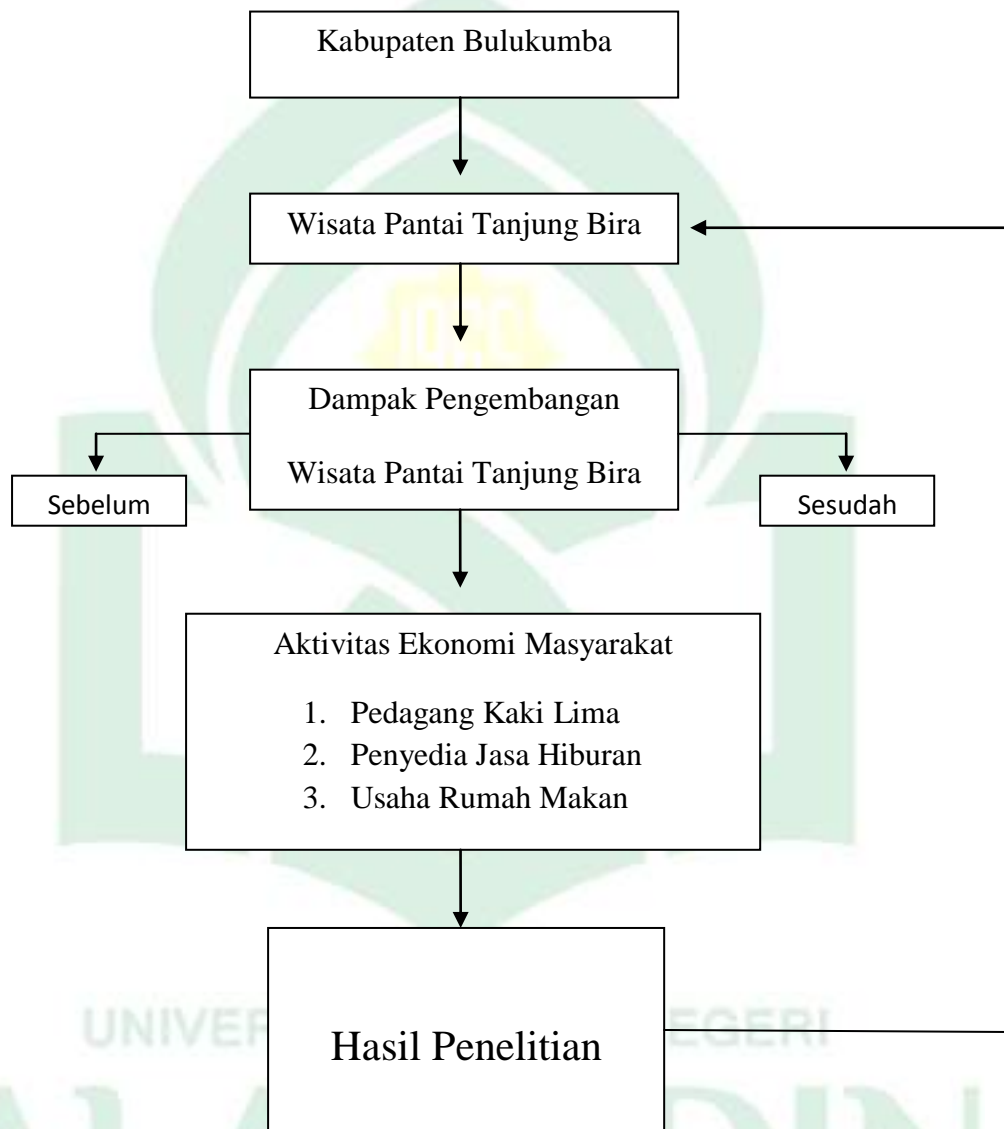 Kabupaten Bulukumba
Wisata Pantai Tanjung Bira
Dampak Pengembangan
Wisata Pantai Tanjung Bira
Sebelum
Sesudah
Aktivitas Ekonomi Masyarakat
1. Pedagang Kaki Lima
2. Penyedia Jasa Hiburan
3. Usaha Rumah Makan
Hasil Penelitian